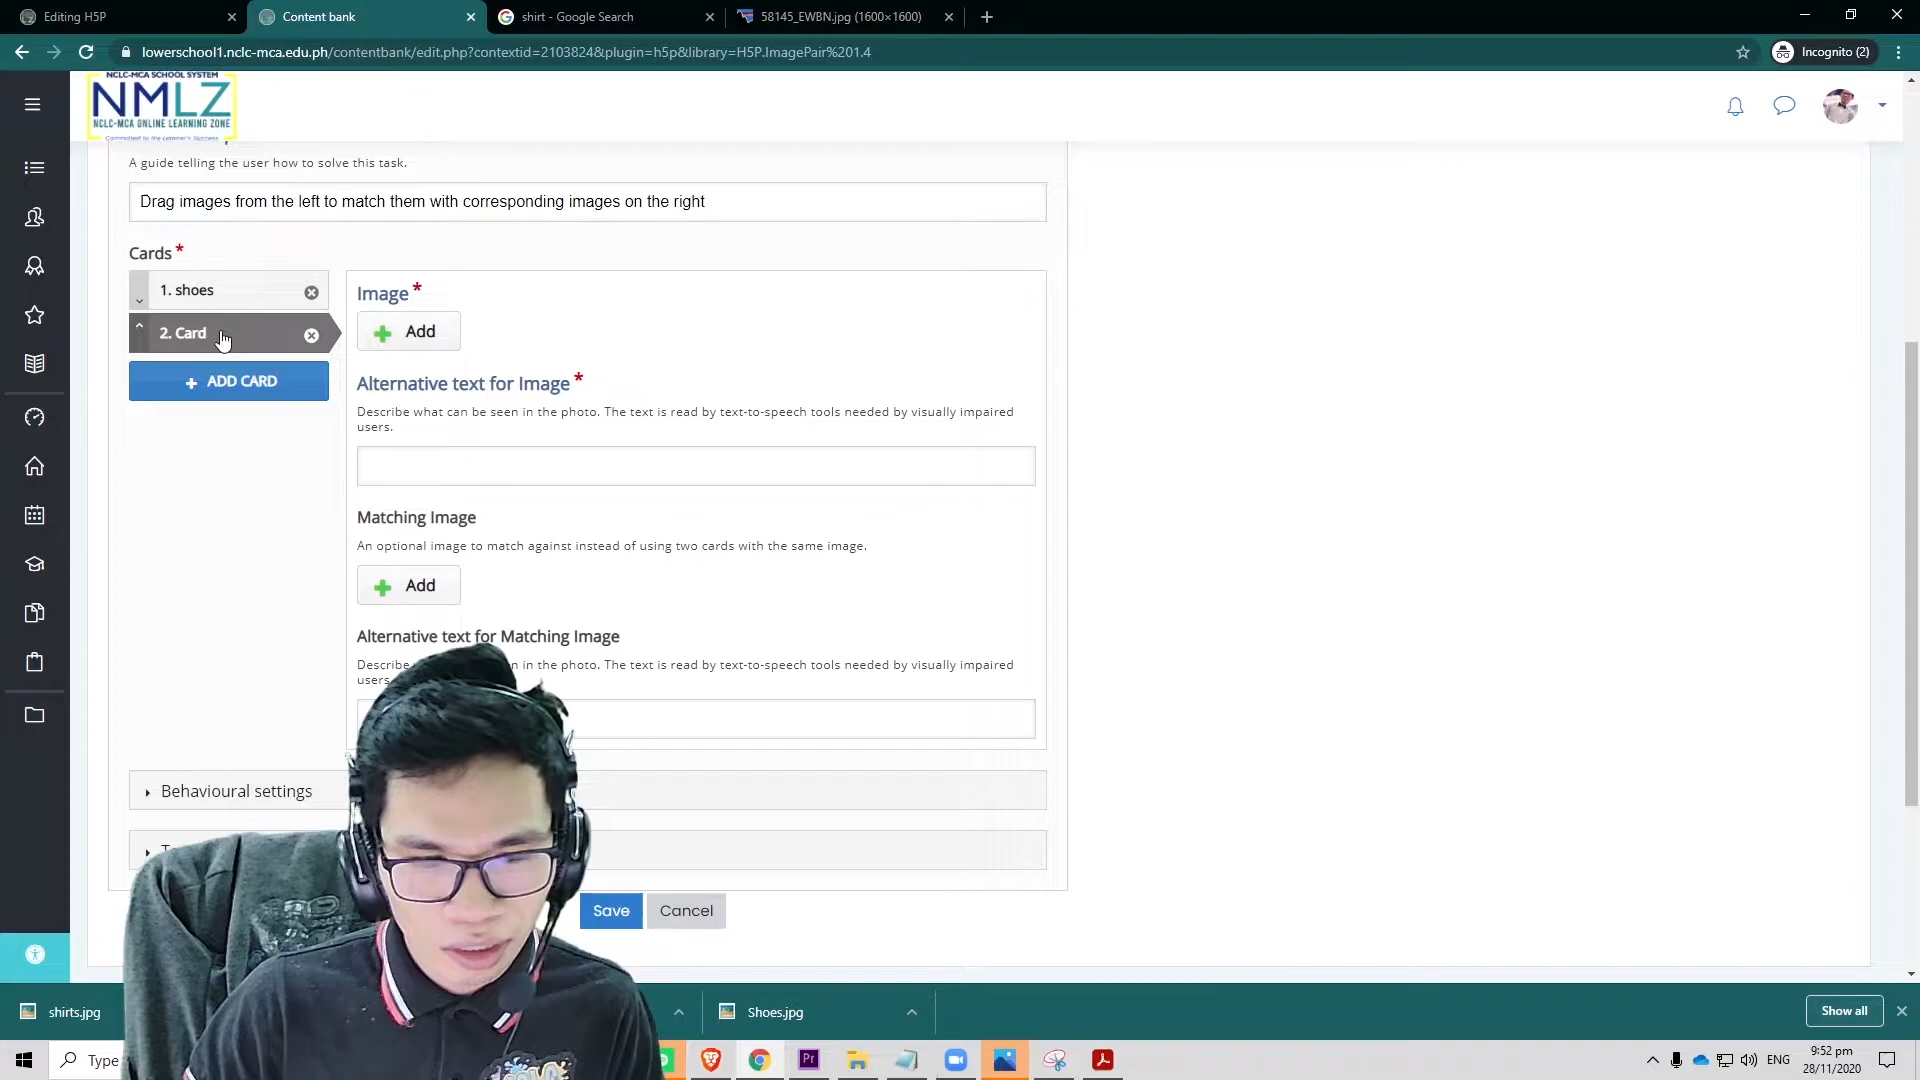 Editing H5P
Content bank
shirt - Google Search
58145_EWBN.jpg (1600×1600)
lowerschool1.nclc-mca.edu.ph/contentbank/edit.php?contextid=2103824&plugin=h5p&library=H5P.ImagePair%201.4
Incognito (2)
NCLC-MCA SCHOOL SYSTEM
NMLZ
NCLC-MCA ONLINE LEARNING ZONE
Committed to the Learner's Success
A guide telling the user how to solve this task.
Drag images from the left to match them with corresponding images on the right
Cards *
1. shoes
2. Card
ADD CARD
Image *
Add
Alternative text for Image *
Describe what can be seen in the photo. The text is read by text-to-speech tools needed by visually impaired
users.
Matching Image
An optional image to match against instead of using two cards with the same image.
Add
Alternative text for Matching Image
Describe n in the photo. The text is read by text-to-speech tools needed by visually impaired
users
Behavioural settings
Save
Cancel
shirts.jpg
Shoes.jpg
Show all
Type
Pr
ENG
9:52 pm
28/11/2020